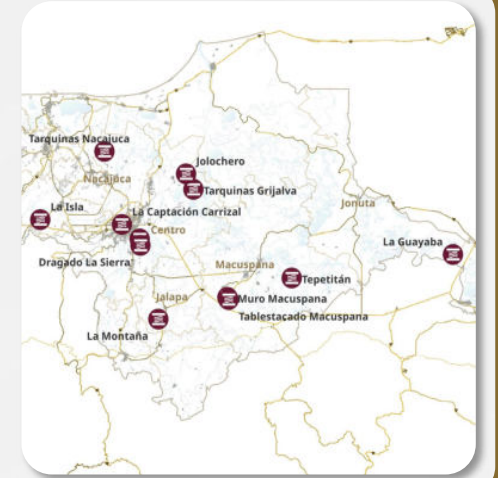 Tarquinas Nacajuca
Jolochero
Nacajuca
Tarquinas Grijalva
Jonuta
La Isla
La Captación Carrizal
Centro
La Guayaba
Dragado La Sierra
Macuspana
Tepetitán
Jalapa
Muro Macuspana
Tablestacado Macuspana
La Montaña